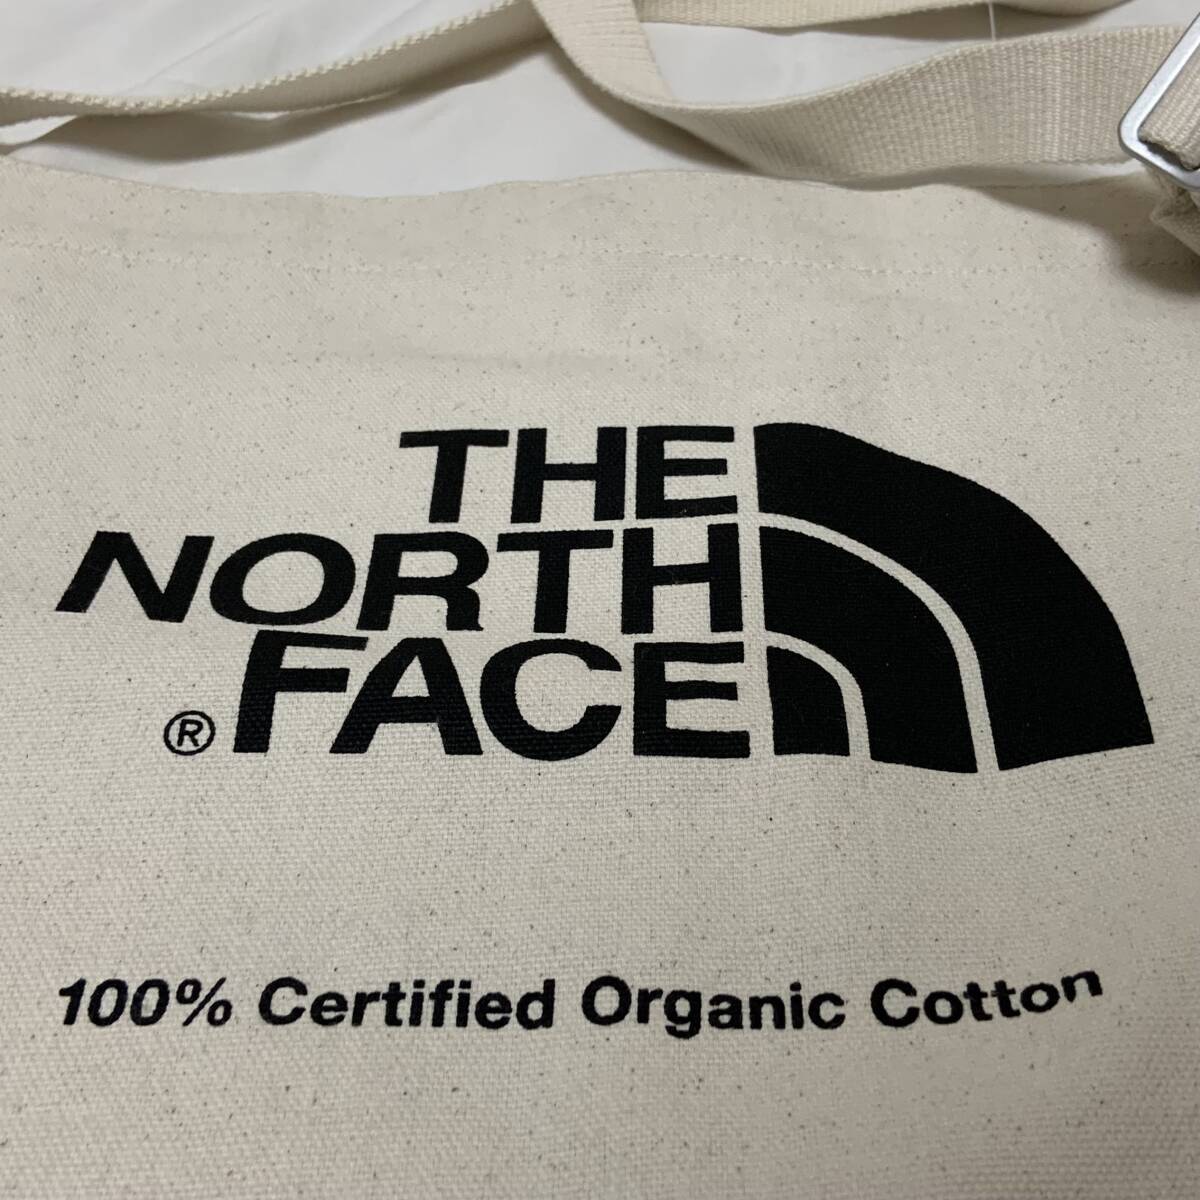 THE
NORTH
® FACE
100% Certified Organic Cotton